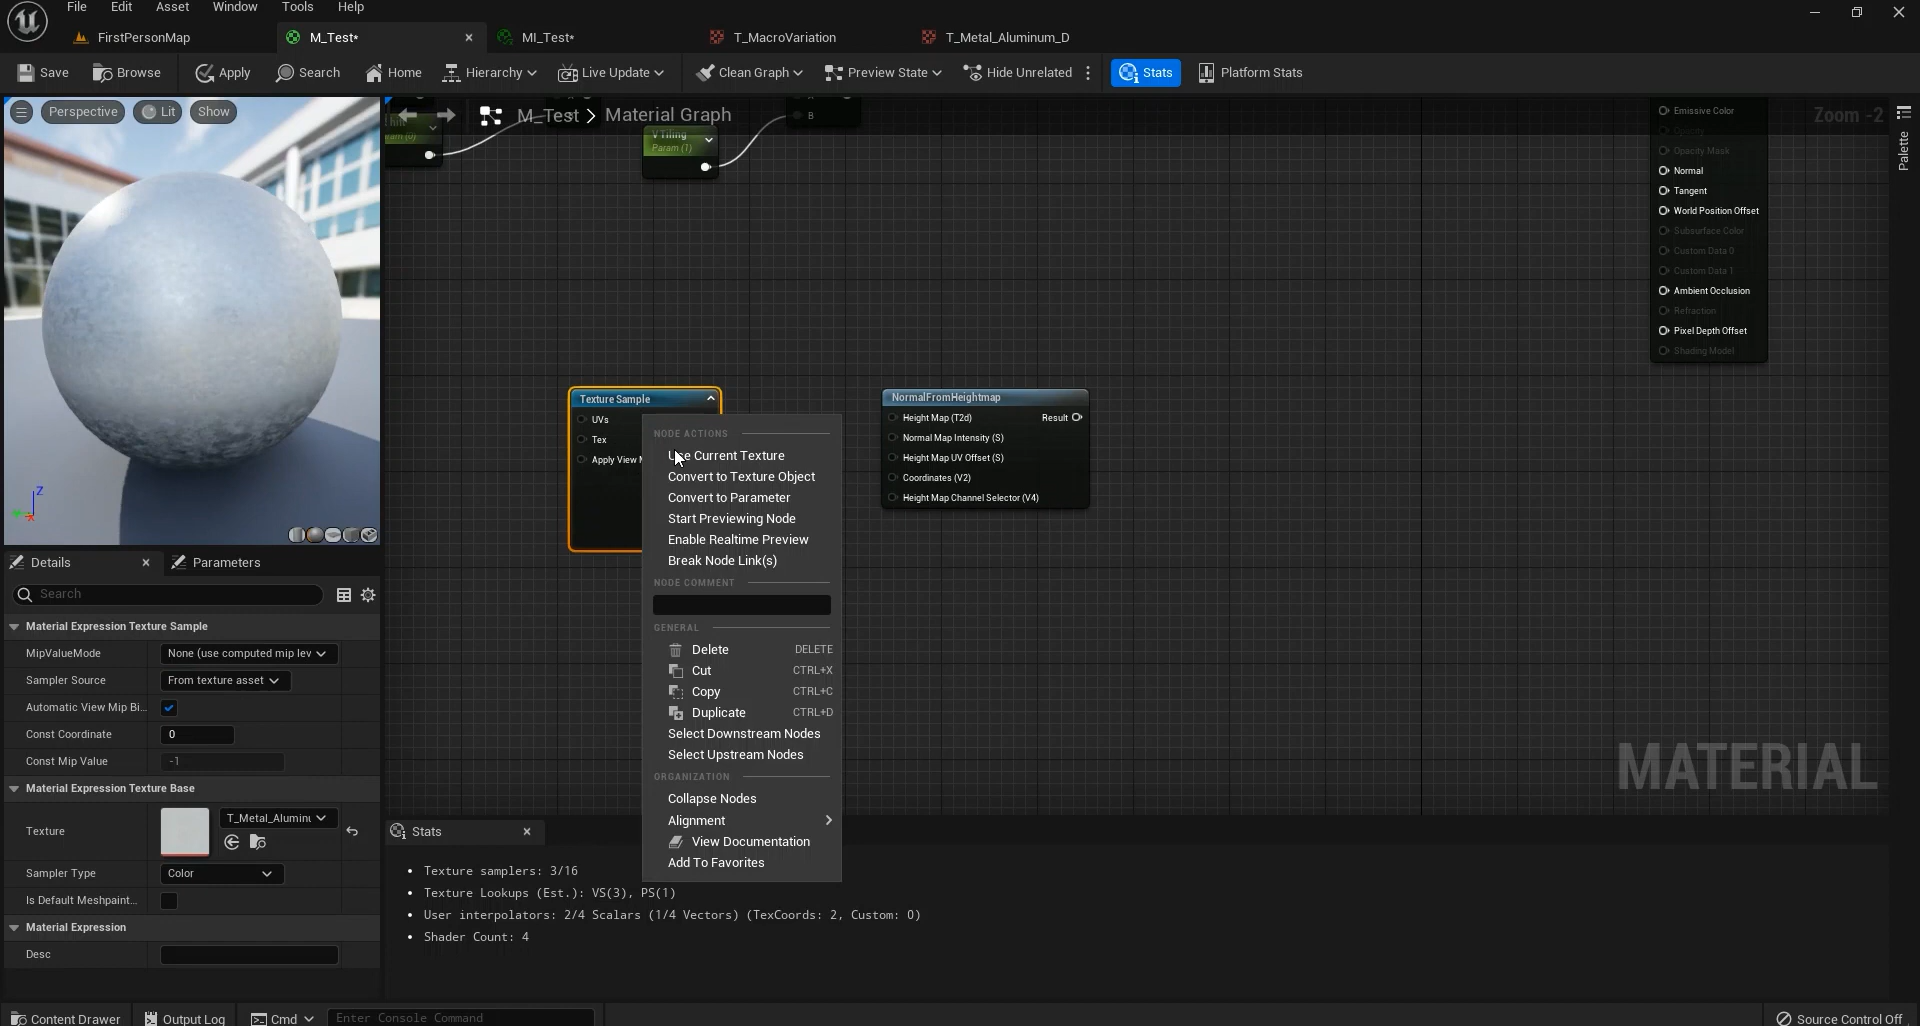 File Edit Asset Window Tools Help
FirstPersonMap M_Test* MI_Test* T_MacroVariation T_Metal_Aluminum_D
Save Browse Apply Search Home Hierarchy Live Update Clean Graph Preview State Hide Unrelated Stats Platform Stats
Perspective Lit Show
M_Test > Material Graph
Zoom -2
Palette
Param (0)
V Tiling
Param (1)
B
Emissive Color
Opacity
Opacity Mask
Normal
Tangent
World Position Offset
Subsurface Color
Custom Data 0
Custom Data 1
Ambient Occlusion
Refraction
Pixel Depth Offset
Shading Model
Texture Sample
UVs
Tex
Apply View M
NormalFromHeightmap
Height Map (T2d) Result
Normal Map Intensity (S)
Height Map UV Offset (S)
Coordinates (V2)
Height Map Channel Selector (V4)
NODE ACTIONS
Use Current Texture
Convert to Texture Object
Convert to Parameter
Start Previewing Node
Enable Realtime Preview
Break Node Link(s)
NODE COMMENT
GENERAL
Delete DELETE
Cut CTRL+X
Copy CTRL+C
Duplicate CTRL+D
Select Downstream Nodes
Select Upstream Nodes
ORGANIZATION
Collapse Nodes
Alignment
View Documentation
Add To Favorites
MATERIAL
Z
Details Parameters
Search
Material Expression Texture Sample
MipValueMode None (use computed mip lev
Sampler Source From texture asset
Automatic View Mip Bi...
Const Coordinate 0
Const Mip Value -1
Material Expression Texture Base
Texture T_Metal_Aluminu
Sampler Type Color
Is Default Meshpaint...
Material Expression
Desc
Stats
• Texture samplers: 3/16
• Texture Lookups (Est.): VS(3), PS(1)
• User interpolators: 2/4 Scalars (1/4 Vectors) (TexCoords: 2, Custom: 0)
• Shader Count: 4
Content Drawer Output Log Cmd Enter Console Command Source Control Off